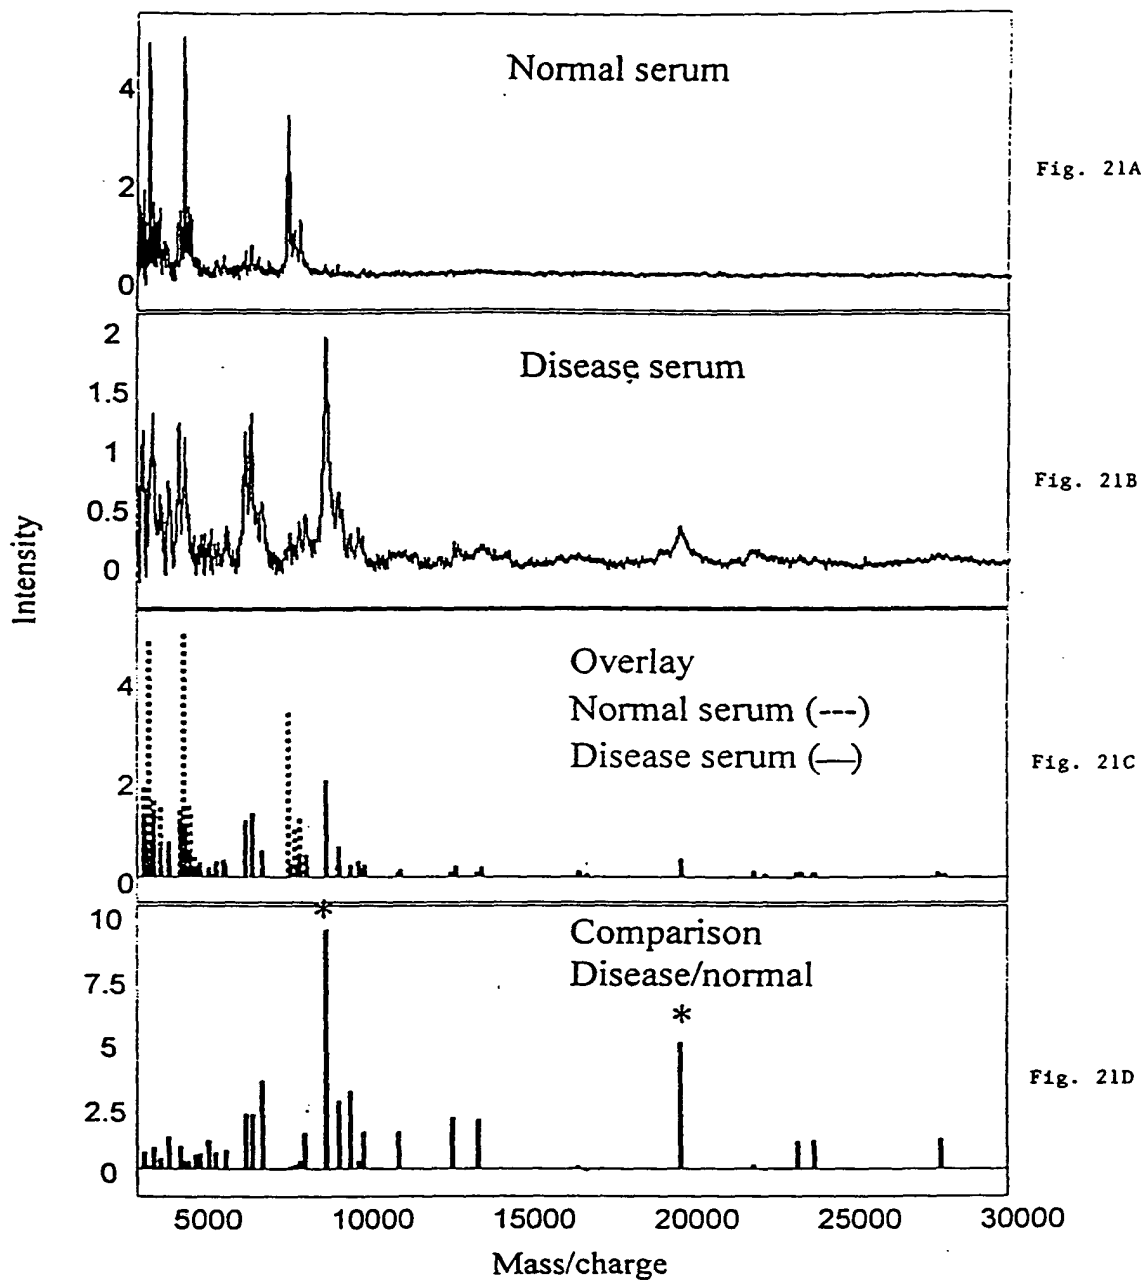 Normal serum
4
2
0
Fig. 21A
Disease serum
2
1.5
1
0.5
0
Fig. 21B
Intensity
Overlay
Normal serum (---)
Disease serum (—)
4
2
0
Fig. 21C
Comparison
Disease/normal
10
7.5
5
2.5
0
*
*
Fig. 21D
5000 10000 15000 20000 25000 30000
Mass/charge